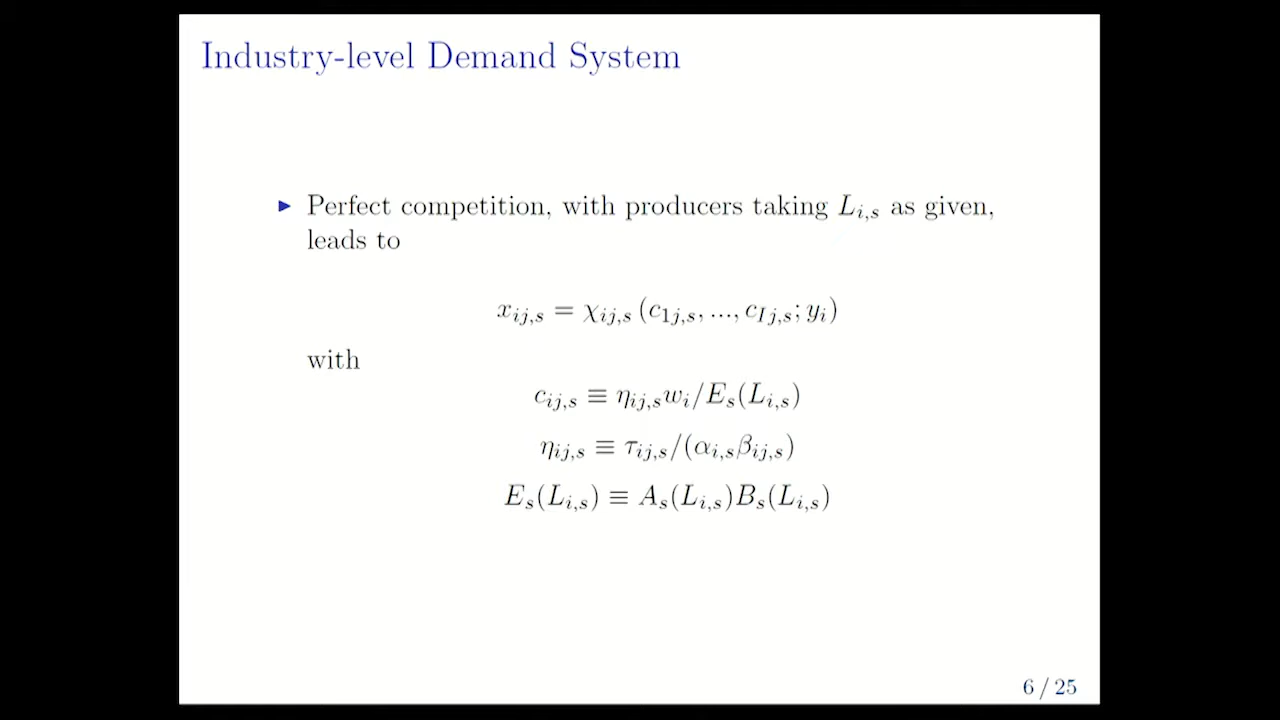 Industry-level Demand System
▶ Perfect competition, with producers taking L_{i,s} as given,
leads to
x_{ij,s} = χ_{ij,s} (c_{1j,s}, ..., c_{Ij,s}; y_i)
with
c_{ij,s} ≡ η_{ij,s}w_i/E_s(L_{i,s})
η_{ij,s} ≡ τ_{ij,s}/(α_{i,s}β_{ij,s})
E_s(L_{i,s}) ≡ A_s(L_{i,s})B_s(L_{i,s})
6 / 25